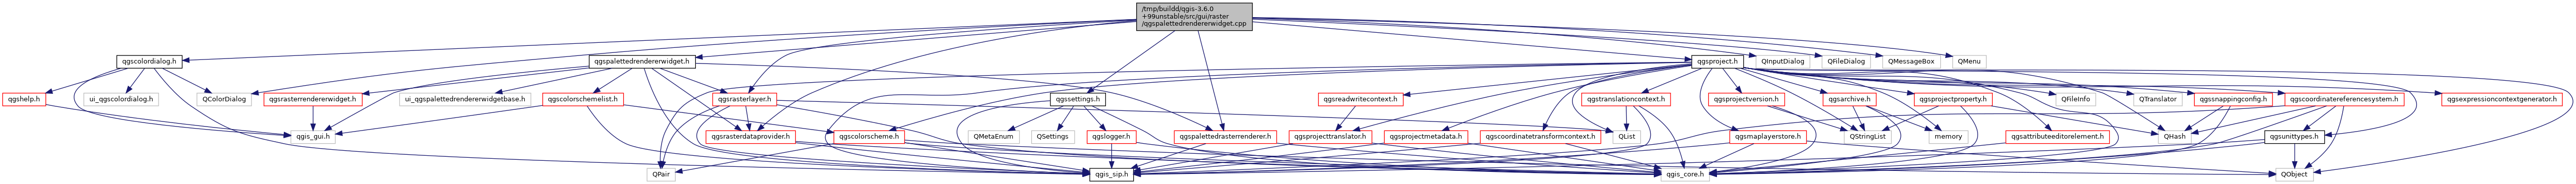 /tmp/buildd/qgis-3.6.0
+99unstable/src/gui/raster
/qgspalettedrendererwidget.cpp
qgscolordialog.h
qgspalettedrendererwidget.h
qgsproject.h
QInputDialog
QFileDialog
QMessageBox
QMenu
qgshelp.h
ui_qgscolordialog.h
QColorDialog
qgsrasterrendererwidget.h
ui_qgspalettedrendererwidgetbase.h
qgscolorschemelist.h
qgsrasterlayer.h
qgssettings.h
qgsreadwritecontext.h
qgstranslationcontext.h
qgsprojectversion.h
qgsarchive.h
qgsprojectproperty.h
QFileInfo
QTranslator
qgssnappingconfig.h
qgscoordinatereferencesystem.h
qgsexpressioncontextgenerator.h
qgis_gui.h
qgsrasterdataprovider.h
qgscolorscheme.h
QMetaEnum
QSettings
qgslogger.h
qgspalettedrasterrenderer.h
qgsprojecttranslator.h
qgsprojectmetadata.h
qgscoordinatetransformcontext.h
QList
qgsmaplayerstore.h
QStringList
memory
qgsattributeeditorelement.h
QHash
qgsunittypes.h
QPair
qgis_sip.h
qgis_core.h
QObject